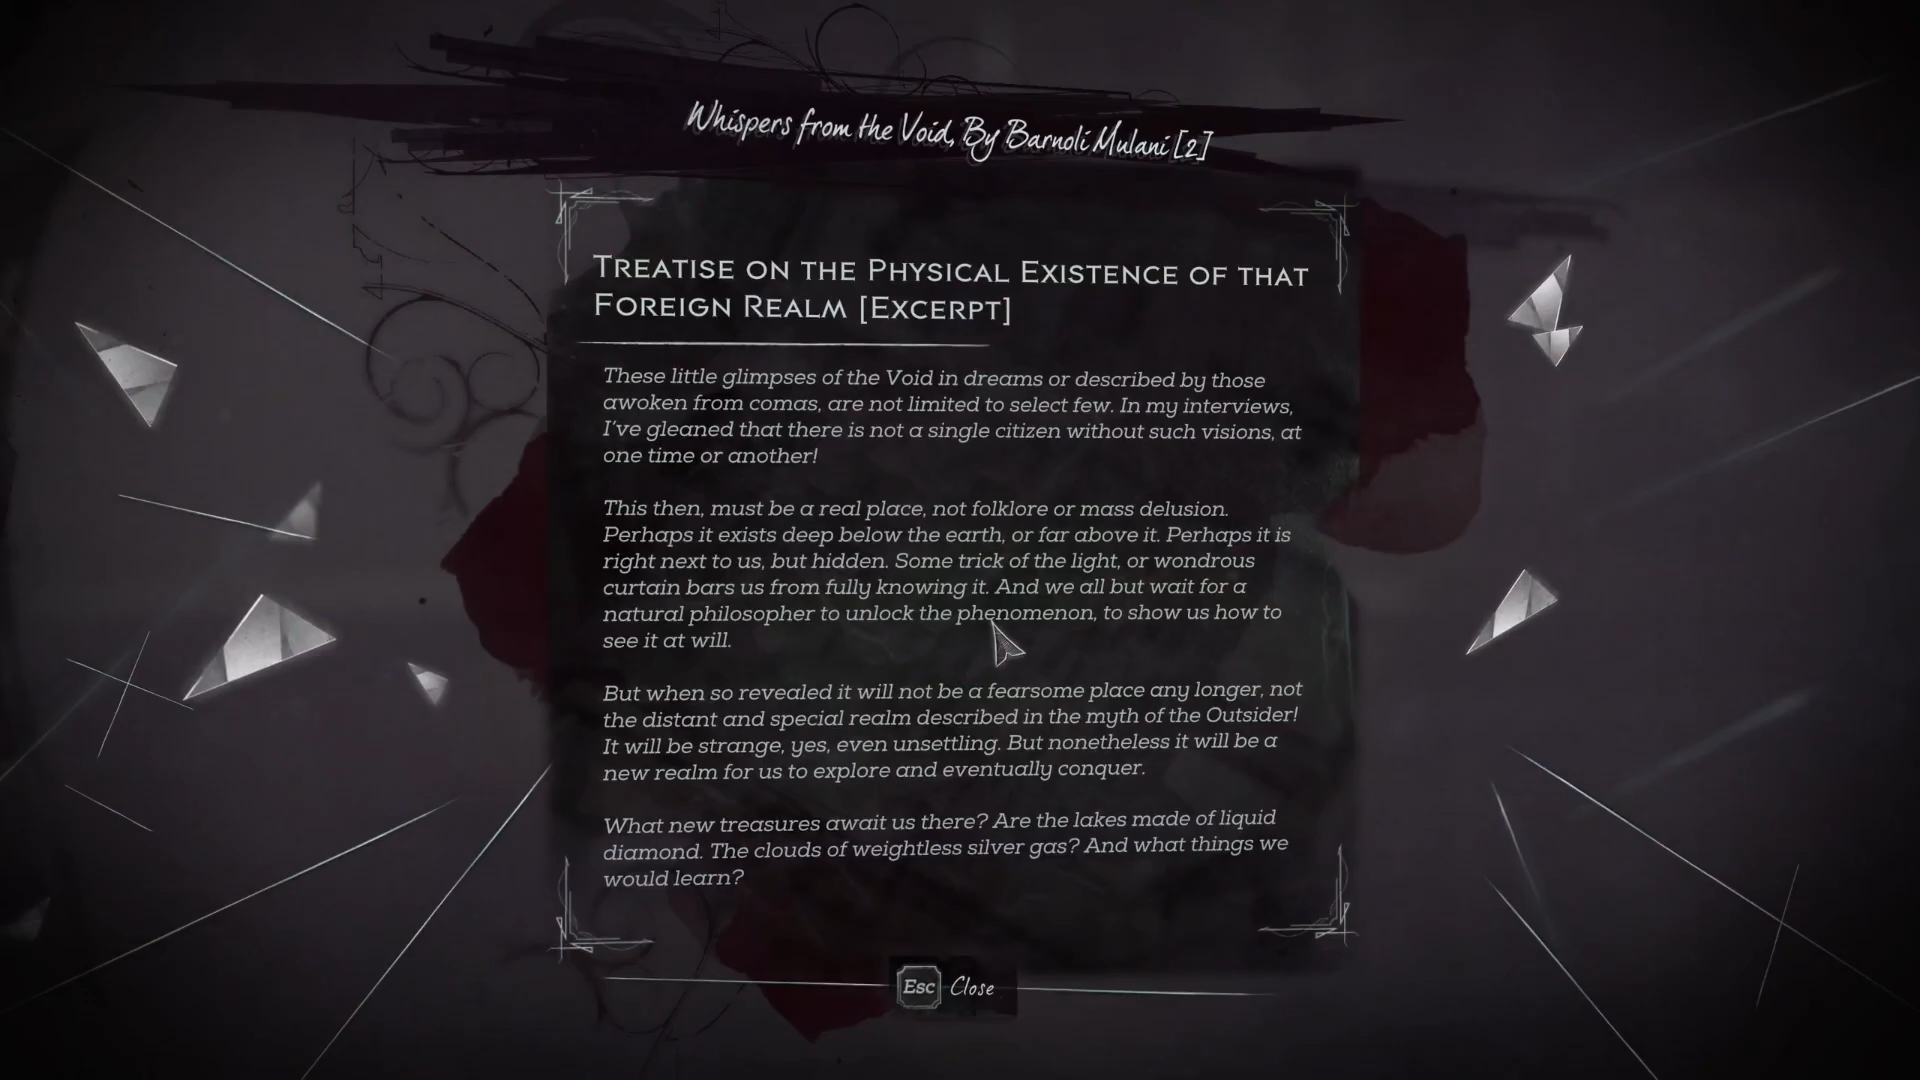 Whispers from the Void, By Barnoli Mulani [2]
Treatise on the Physical Existence of that
Foreign Realm [Excerpt]
These little glimpses of the Void in dreams or described by those
awoken from comas, are not limited to select few. In my interviews,
I've gleaned that there is not a single citizen without such visions, at
one time or another!
This then, must be a real place, not folklore or mass delusion.
Perhaps it exists deep below the earth, or far above it. Perhaps it is
right next to us, but hidden. Some trick of the light, or wondrous
curtain bars us from fully knowing it. And we all but wait for a
natural philosopher to unlock the phenomenon, to show us how to
see it at will.
But when so revealed it will not be a fearsome place any longer, not
the distant and special realm described in the myth of the Outsider!
It will be strange, yes, even unsettling. But nonetheless it will be a
new realm for us to explore and eventually conquer.
What new treasures await us there? Are the lakes made of liquid
diamond. The clouds of weightless silver gas? And what things we
would learn?
Esc Close